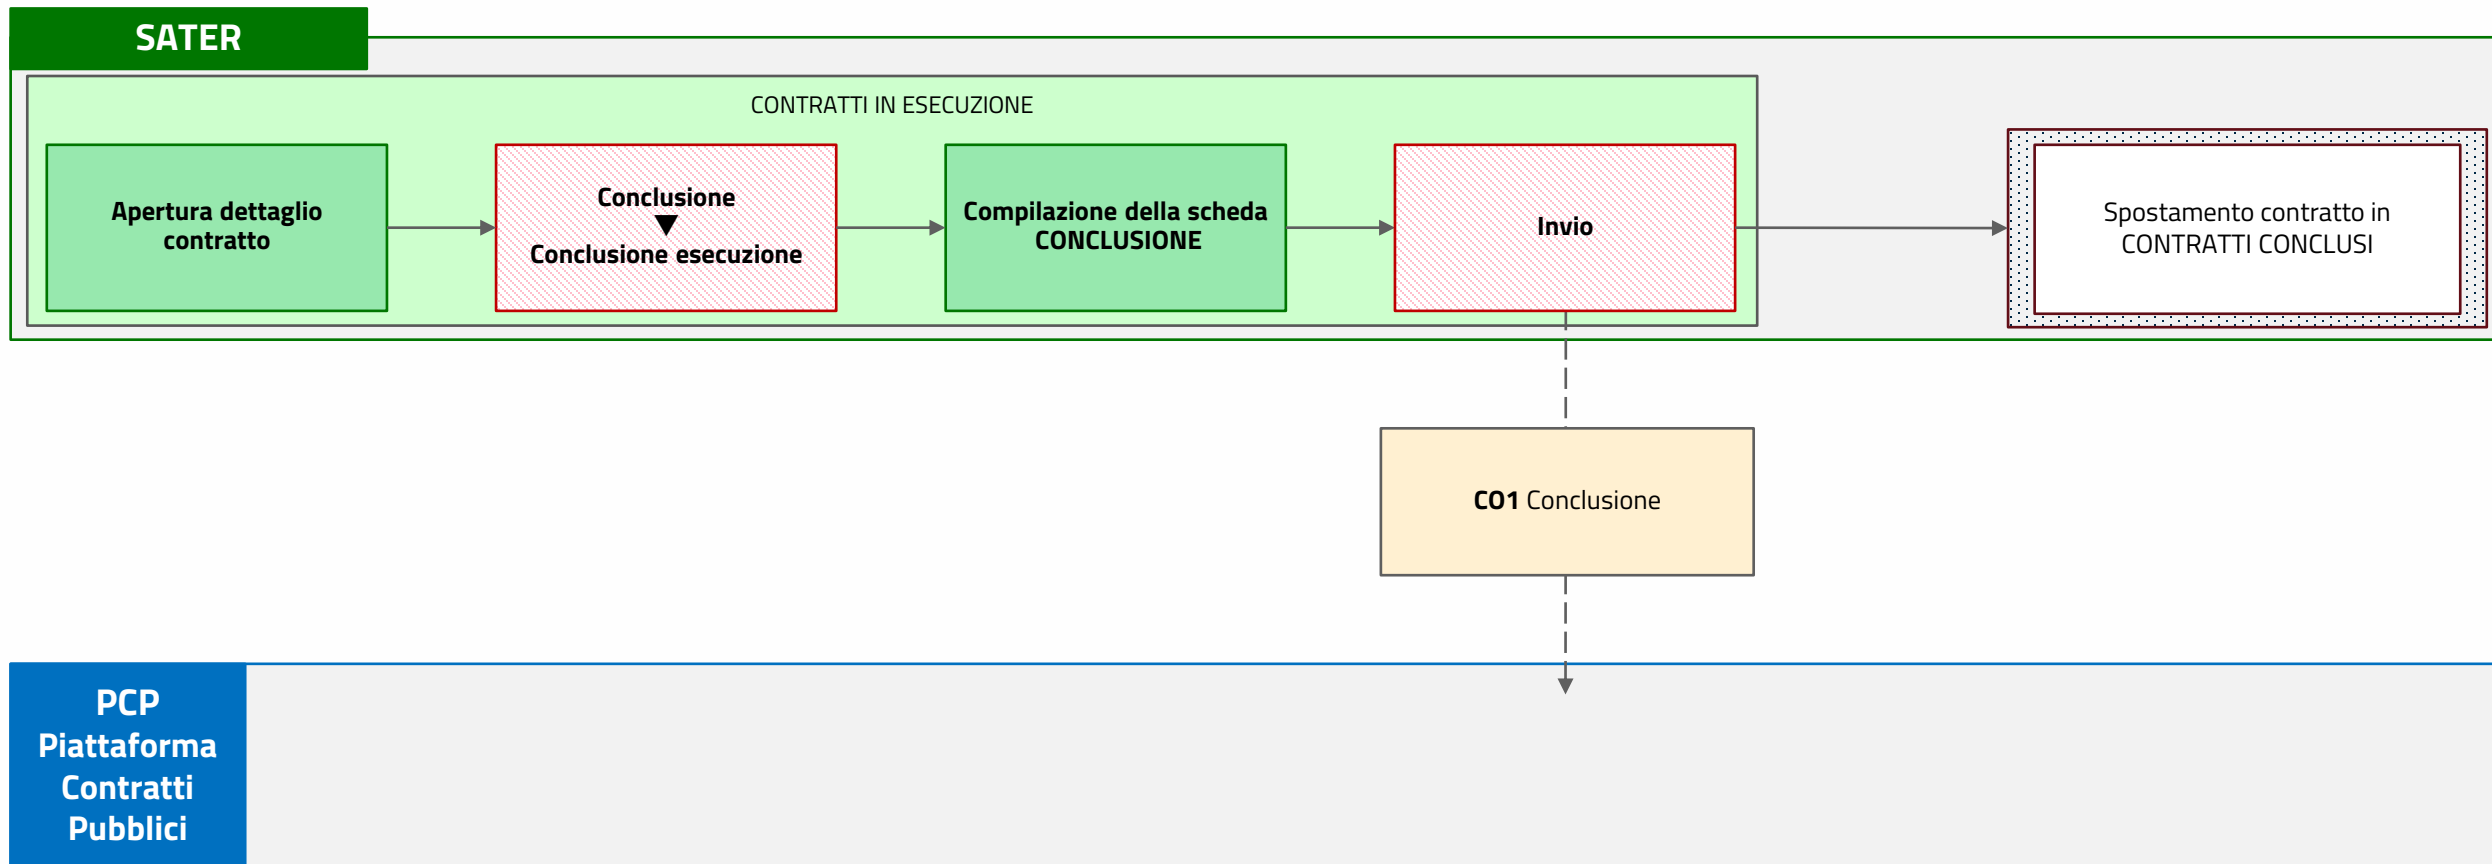 SATER
CONTRATTI IN ESECUZIONE
Apertura dettaglio
contratto
Conclusione
▼
Conclusione esecuzione
Compilazione della scheda
CONCLUSIONE
Invio
Spostamento contratto in
CONTRATTI CONCLUSI
CO1 Conclusione
PCP
Piattaforma
Contratti
Pubblici